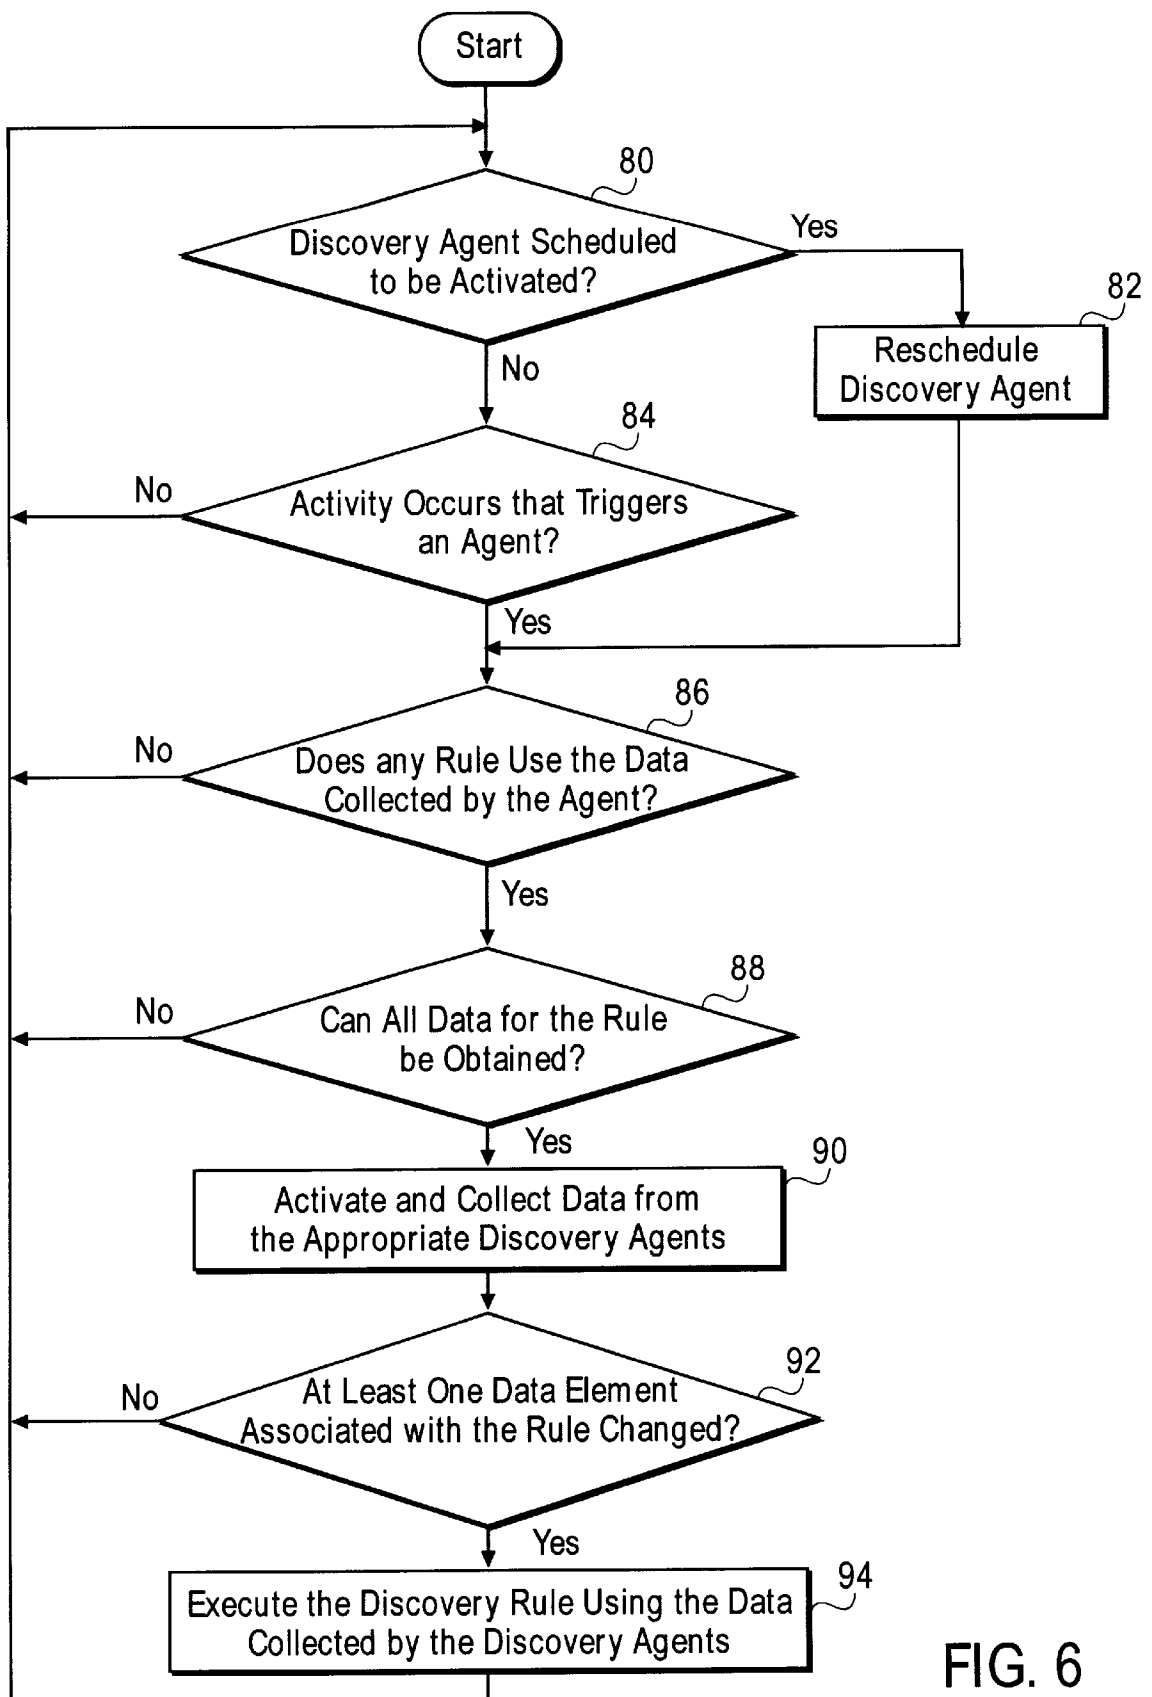 Start
80
Discovery Agent Scheduled
to be Activated?
Yes
82
Reschedule
Discovery Agent
No
84
No
Activity Occurs that Triggers
an Agent?
Yes
86
No
Does any Rule Use the Data
Collected by the Agent?
Yes
88
No
Can All Data for the Rule
be Obtained?
Yes
90
Activate and Collect Data from
the Appropriate Discovery Agents
92
No
At Least One Data Element
Associated with the Rule Changed?
Yes
94
Execute the Discovery Rule Using the Data
Collected by the Discovery Agents
FIG. 6